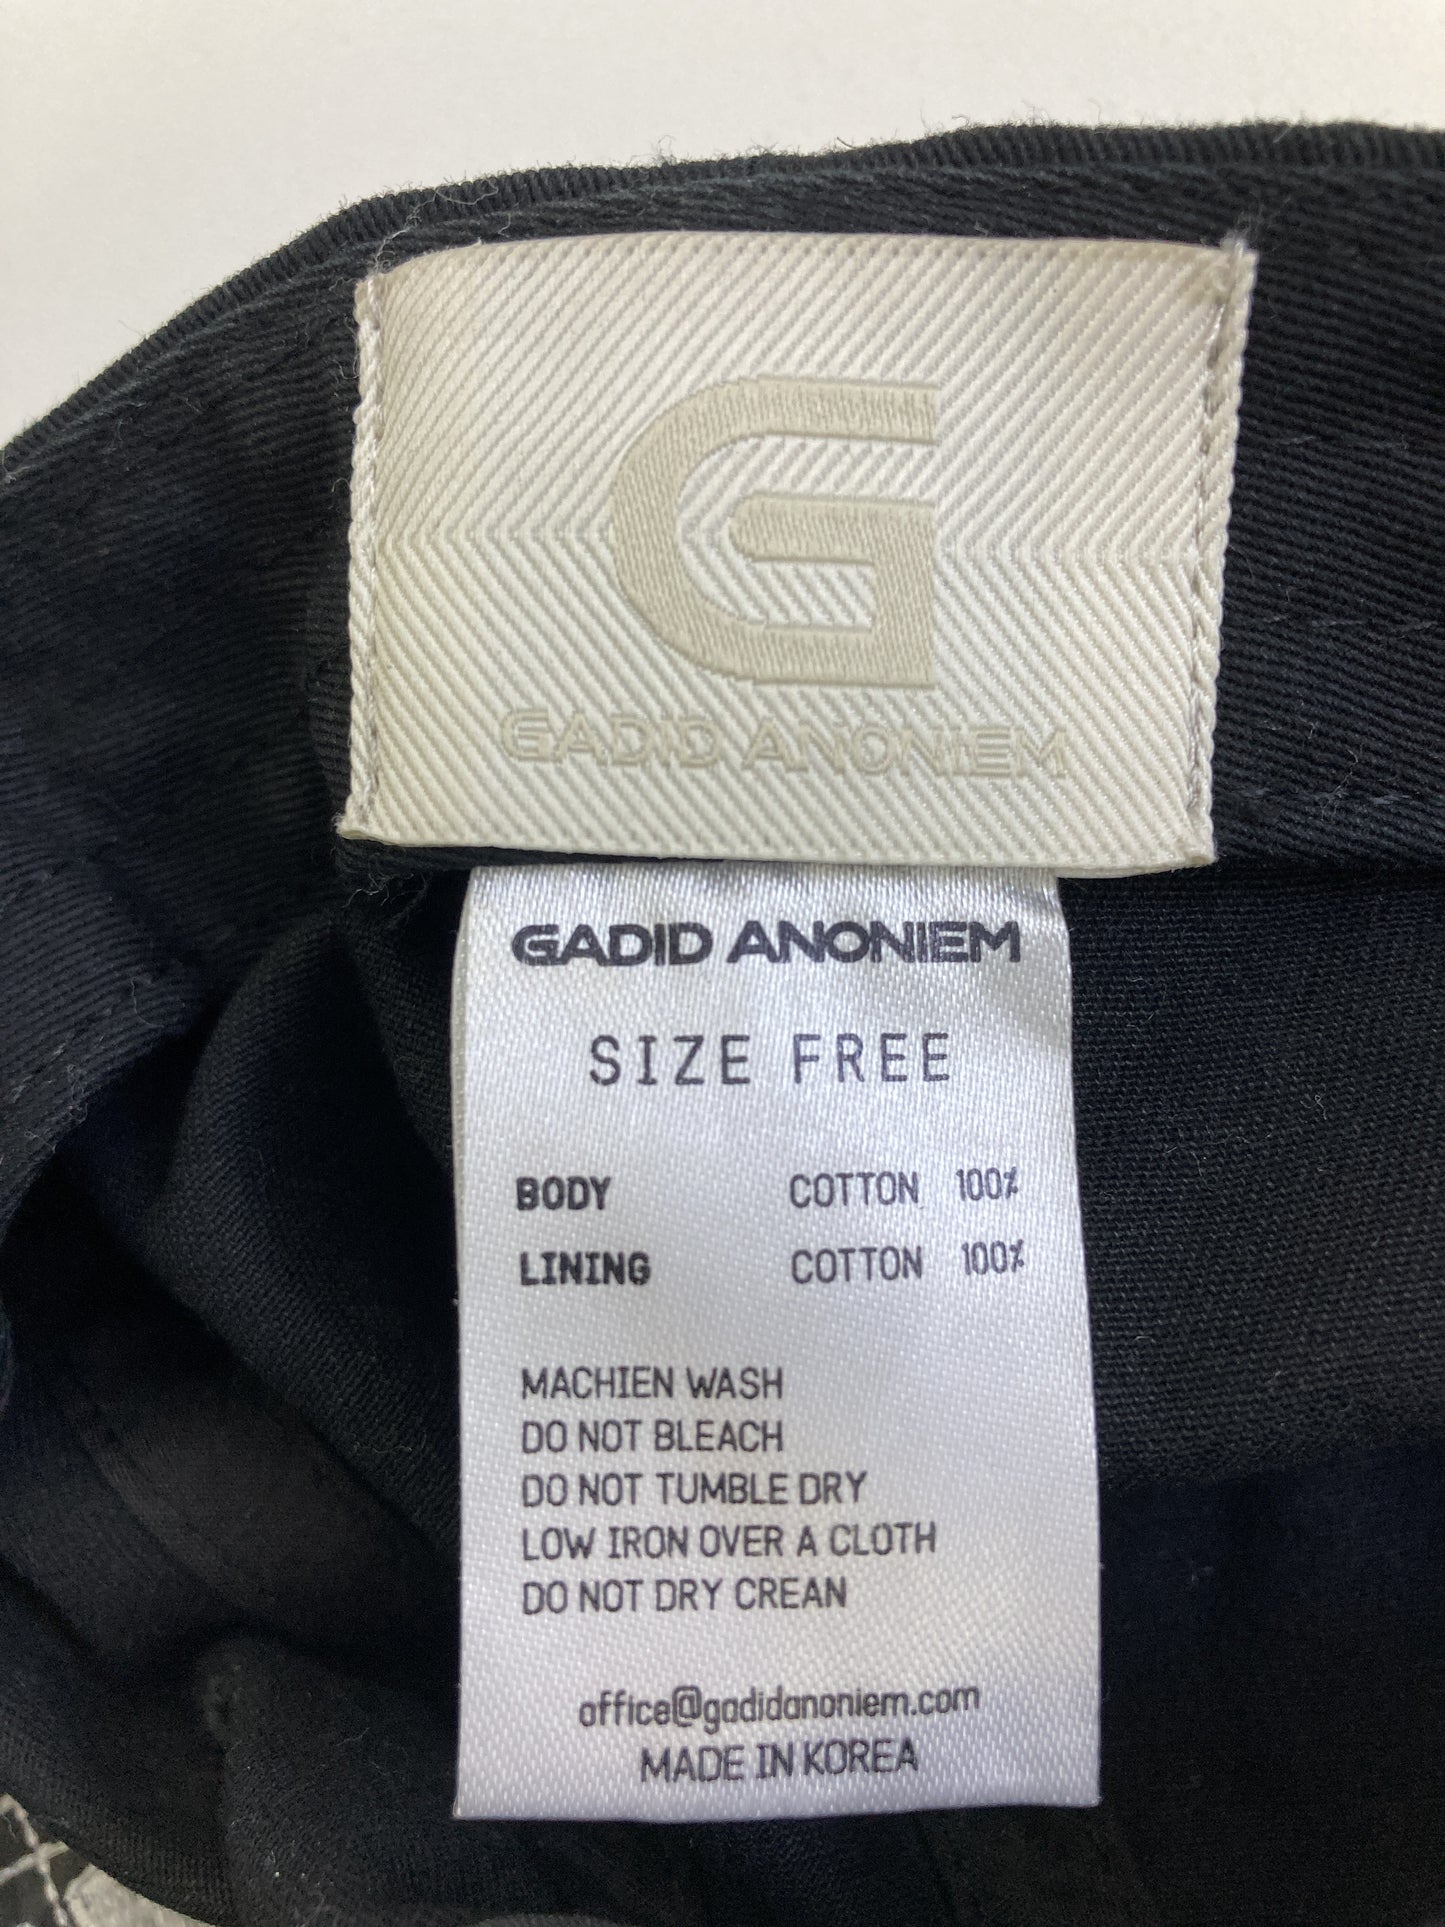 G
GADID ANONIEM
GADID ANONIEM
SIZE FREE
BODY COTTON 100%
LINING COTTON 100%
MACHIEN WASH
DO NOT BLEACH
DO NOT TUMBLE DRY
LOW IRON OVER A CLOTH
DO NOT DRY CREAN
office@gadidanoniem.com
MADE IN KOREA